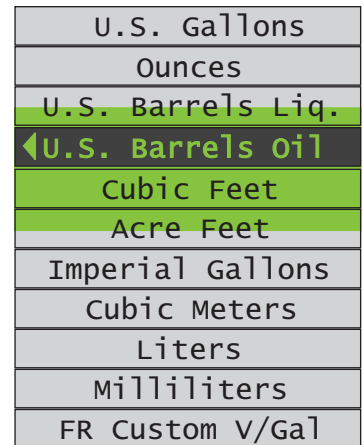 U.S. Gallons
Ounces
U.S. Barrels Liq.
U.S. Barrels Oil
Cubic Feet
Acre Feet
Imperial Gallons
Cubic Meters
Liters
Milliliters
FR Custom V/Gal